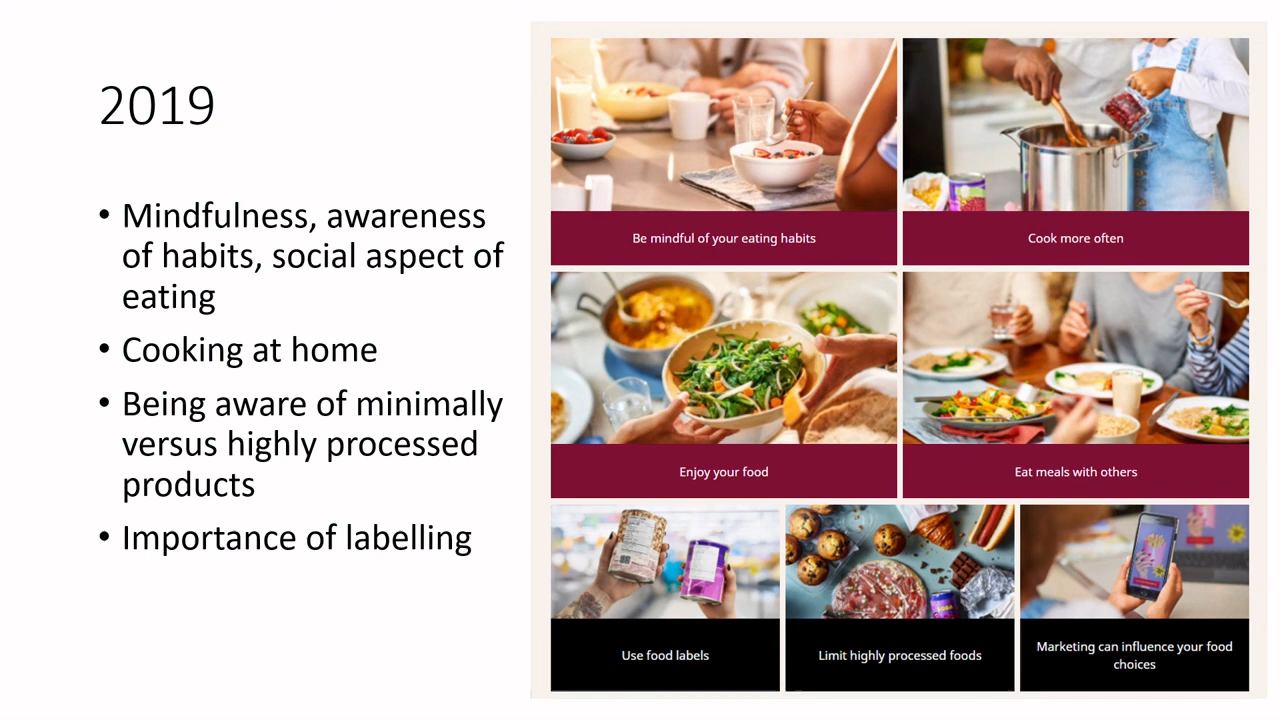 2019
• Mindfulness, awareness
of habits, social aspect of
eating
• Cooking at home
• Being aware of minimally
versus highly processed
products
• Importance of labelling
Be mindful of your eating habits
Cook more often
Enjoy your food
Eat meals with others
Use food labels
Limit highly processed foods
Marketing can influence your food
choices